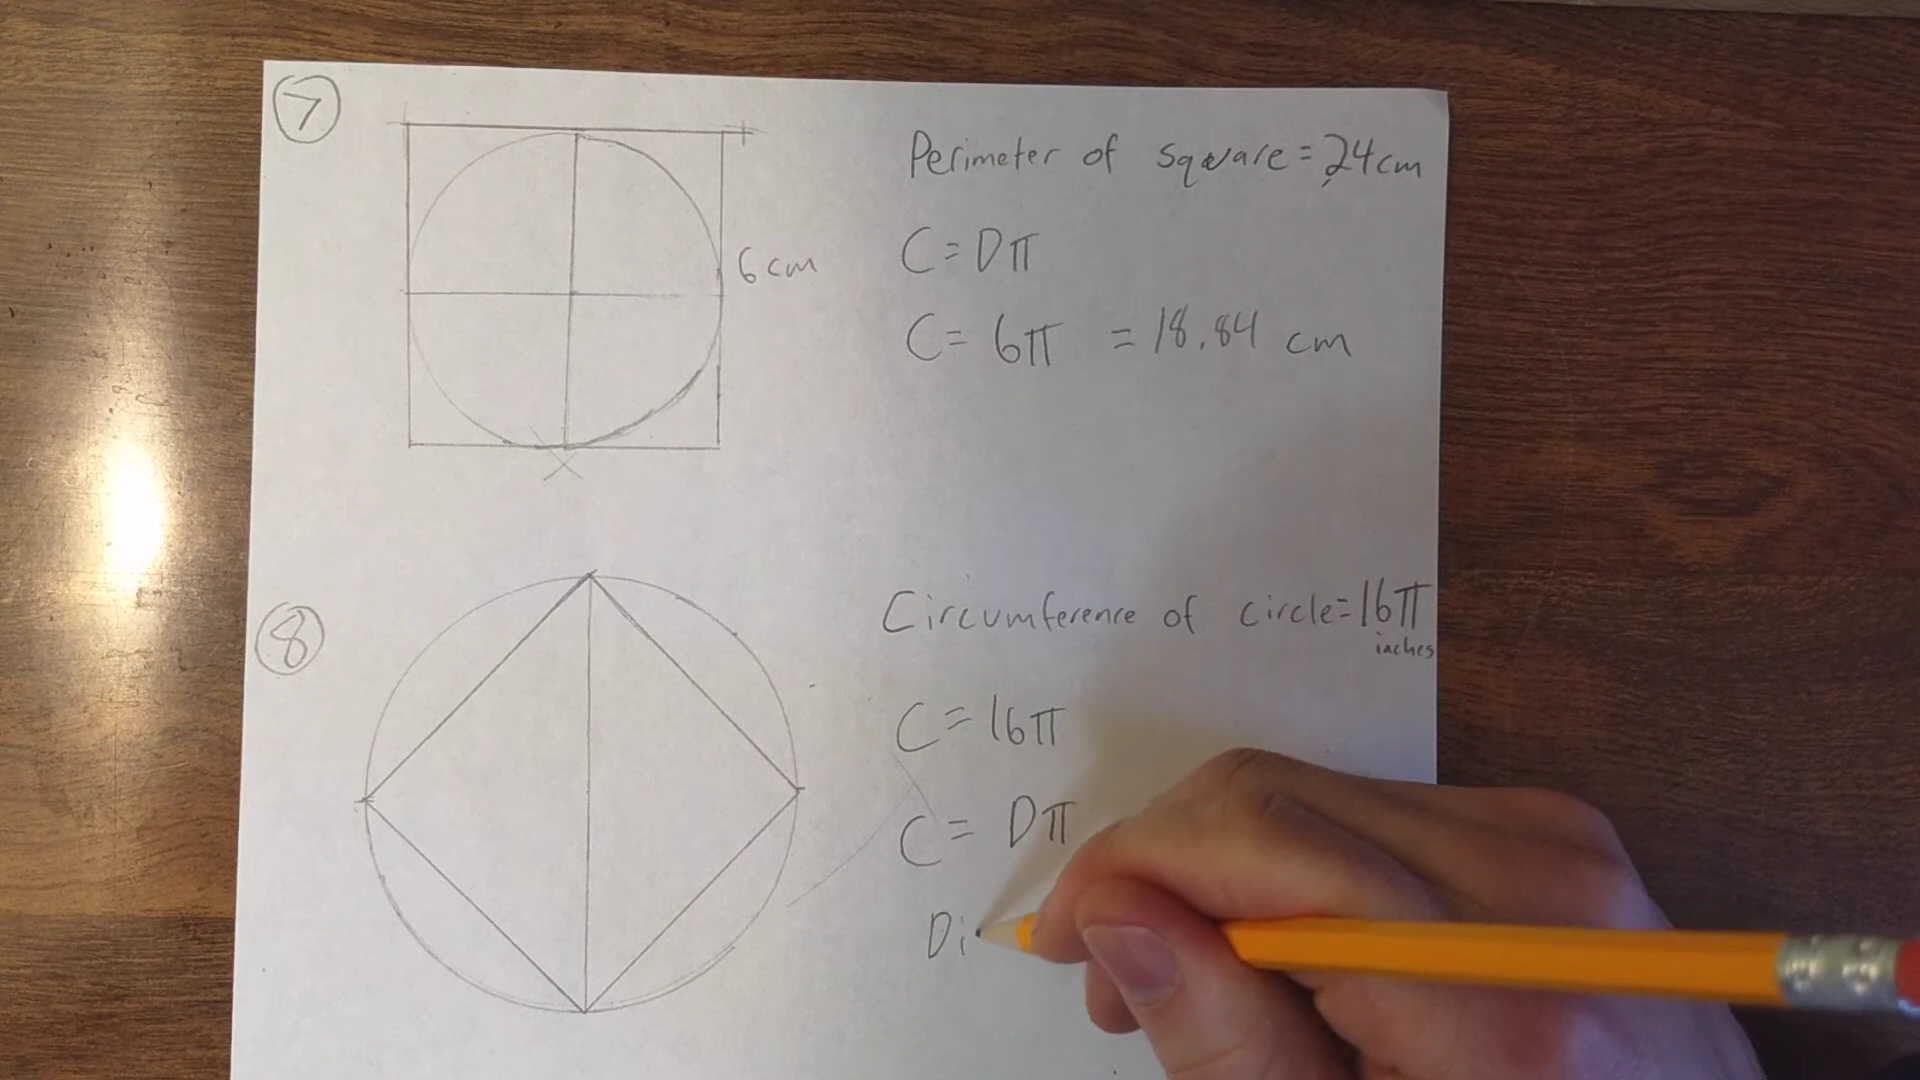 7
Perimeter of square = 24cm
6cm
C = Dπ
C = 6π = 18.84 cm
8
Circumference of circle = 16π
inches
C = 16π
C = Dπ
Di